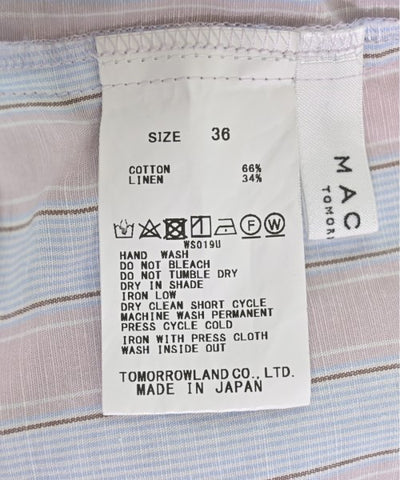 SIZE 36
COTTON 66%
LINEN 34%
WS019U
HAND WASH
DO NOT BLEACH
DO NOT TUMBLE DRY
DRY IN SHADE
IRON LOW
DRY CLEAN SHORT CYCLE
MACHINE WASH PERMANENT
PRESS CYCLE COLD
IRON WITH PRESS CLOTH
WASH INSIDE OUT
TOMORROWLAND CO., LTD.
MADE IN JAPAN
MAC
TOMOR